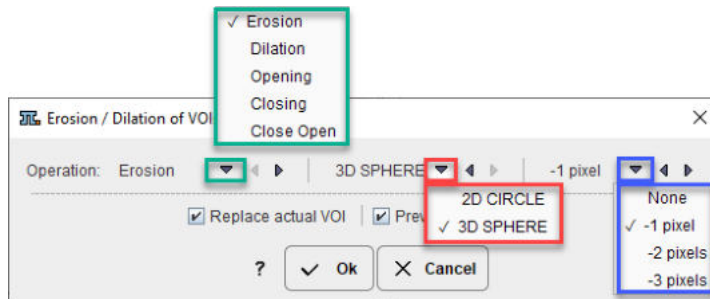 ✓ Erosion
Dilation
Opening
Closing
Close Open
Erosion / Dilation of VOI
Operation: Erosion 3D SPHERE -1 pixel
2D CIRCLE
✓ 3D SPHERE
None
✓ -1 pixel
-2 pixels
-3 pixels
Replace actual VOI
? Ok Cancel